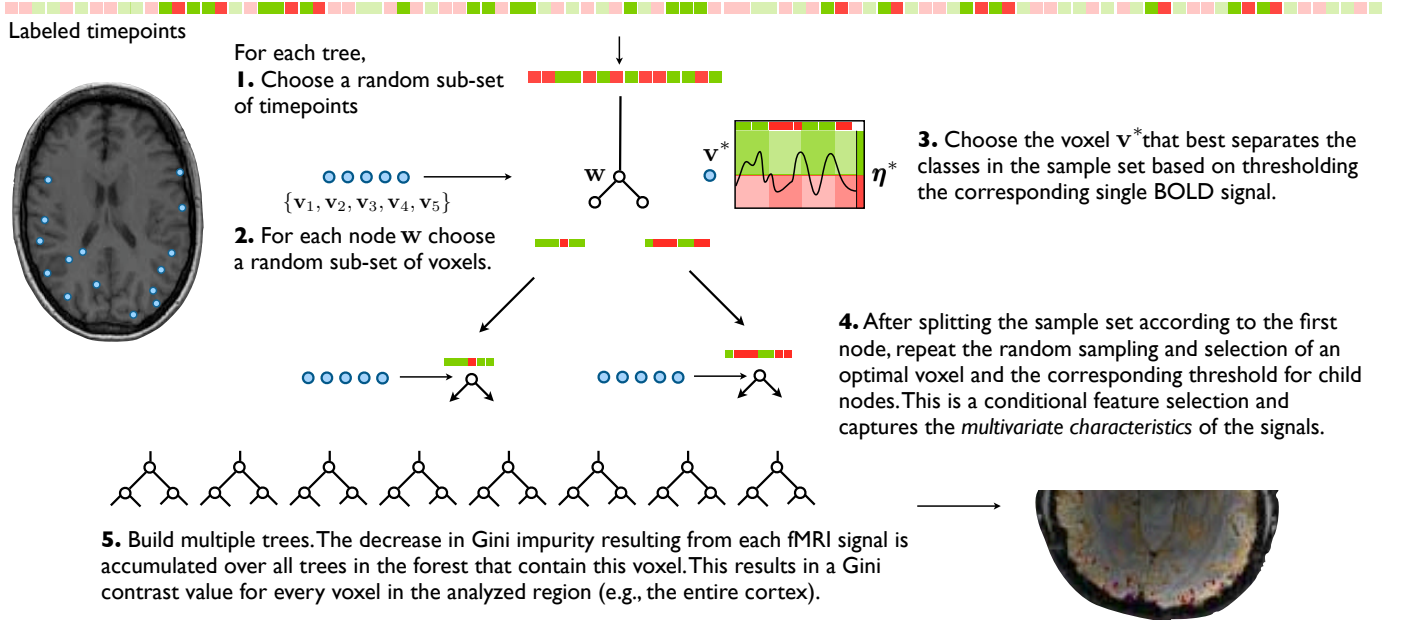 Labeled timepoints
For each tree,
1. Choose a random sub-set
of timepoints
{v₁, v₂, v₃, v₄, v₅}
2. For each node w choose
a random sub-set of voxels.
w
v*
η*
3. Choose the voxel v* that best separates the
classes in the sample set based on thresholding
the corresponding single BOLD signal.
4. After splitting the sample set according to the first
node, repeat the random sampling and selection of an
optimal voxel and the corresponding threshold for child
nodes. This is a conditional feature selection and
captures the multivariate characteristics of the signals.
5. Build multiple trees. The decrease in Gini impurity resulting from each fMRI signal is
accumulated over all trees in the forest that contain this voxel. This results in a Gini
contrast value for every voxel in the analyzed region (e.g., the entire cortex).